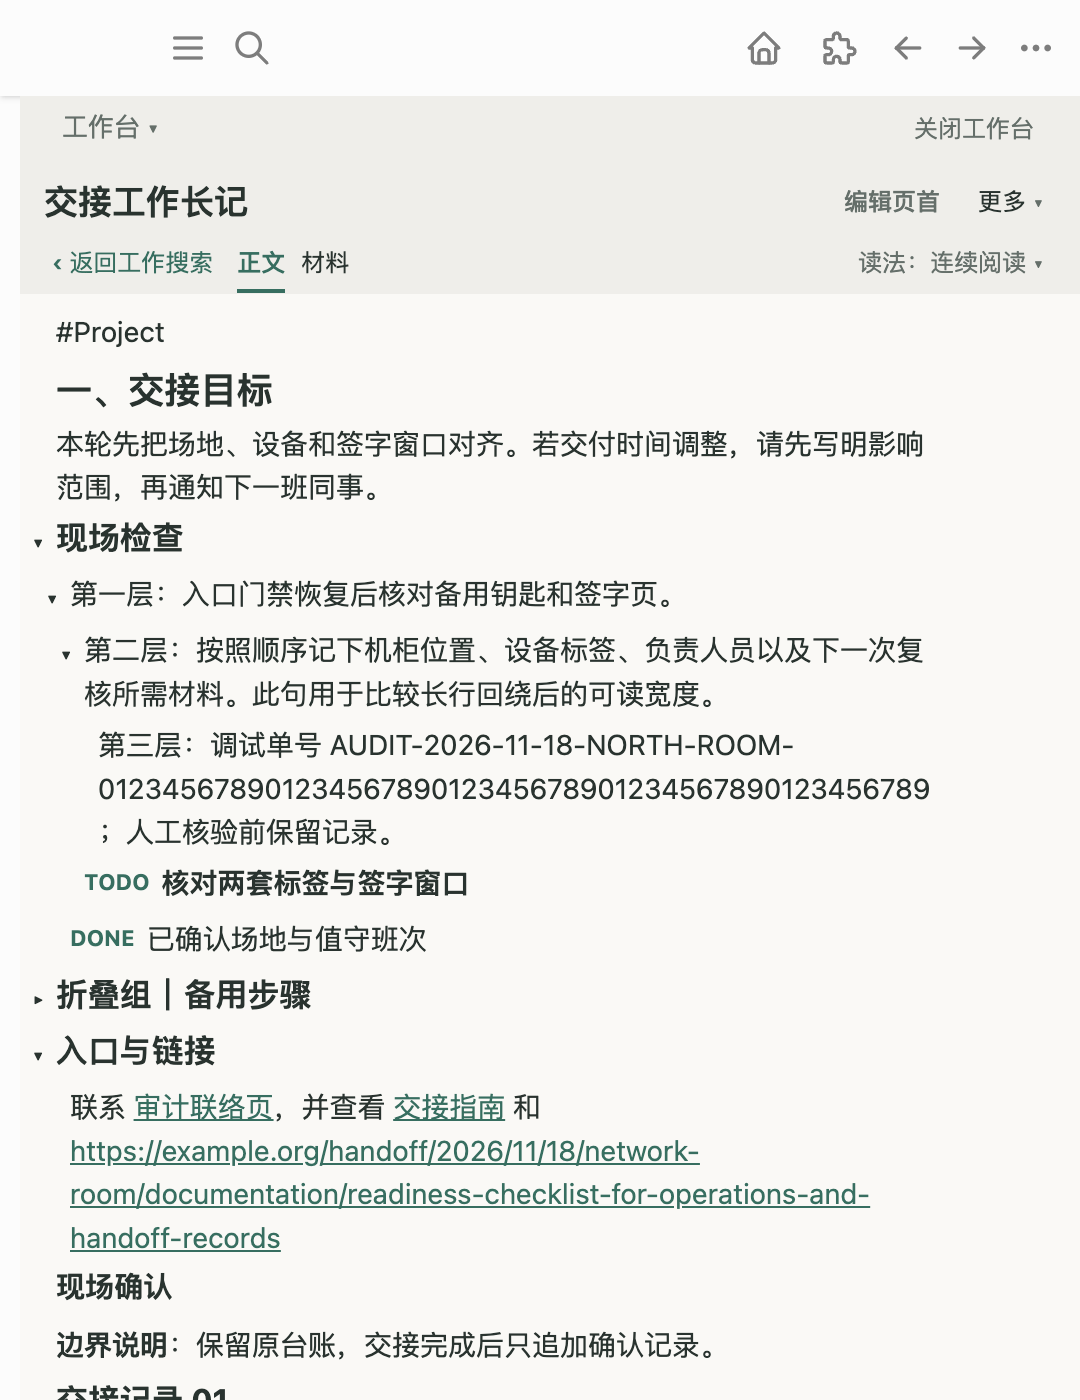 工作台 ▾
关闭工作台
交接工作长记
编辑页首
更多 ▾
‹ 返回工作搜索
正文
材料
读法：连续阅读 ▾
#Project
一、交接目标
本轮先把场地、设备和签字窗口对齐。若交付时间调整，请先写明影响
范围，再通知下一班同事。
现场检查
第一层：入口门禁恢复后核对备用钥匙和签字页。
第二层：按照顺序记下机柜位置、设备标签、负责人员以及下一次复
核所需材料。此句用于比较长行回绕后的可读宽度。
第三层：调试单号 AUDIT-2026-11-18-NORTH-ROOM-
01234567890123456789012345678901234567890123456789
；人工核验前保留记录。
TODO 核对两套标签与签字窗口
DONE 已确认场地与值守班次
折叠组｜备用步骤
入口与链接
联系 审计联络页，并查看 交接指南 和
https://example.org/handoff/2026/11/18/network-
room/documentation/readiness-checklist-for-operations-and-
handoff-records
现场确认
边界说明：保留原台账，交接完成后只追加确认记录。
交接记录 01